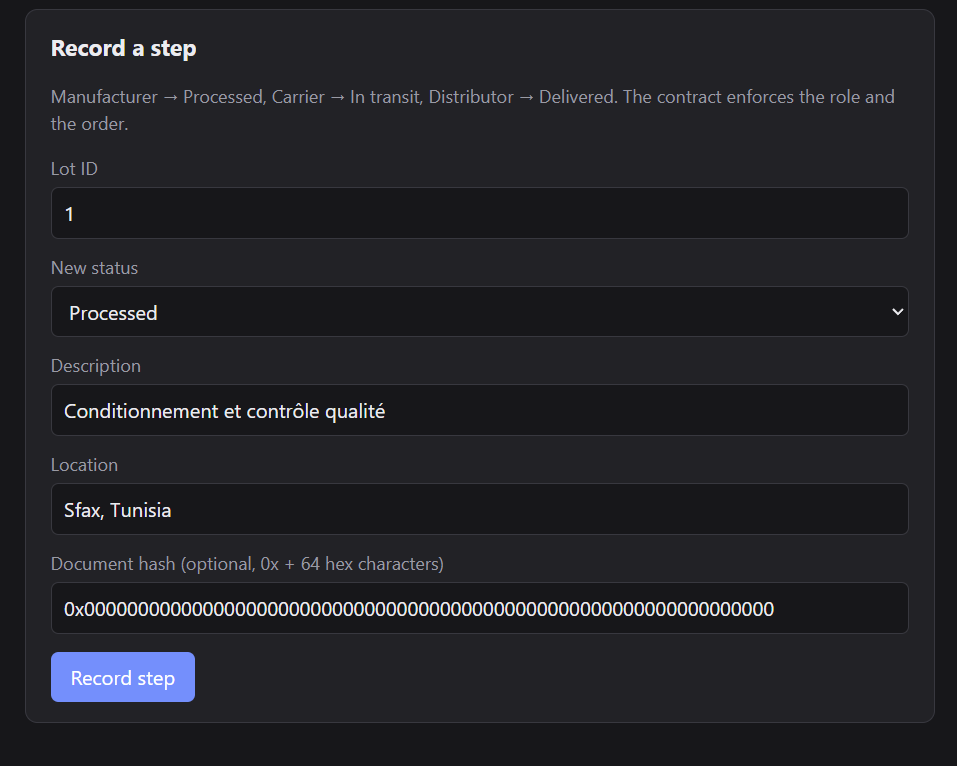 Record a step
Manufacturer → Processed, Carrier → In transit, Distributor → Delivered. The contract enforces the role and
the order.
Lot ID
1
New status
Processed
Description
Conditionnement et contrôle qualité
Location
Sfax, Tunisia
Document hash (optional, 0x + 64 hex characters)
0x0000000000000000000000000000000000000000000000000000000000000000
Record step